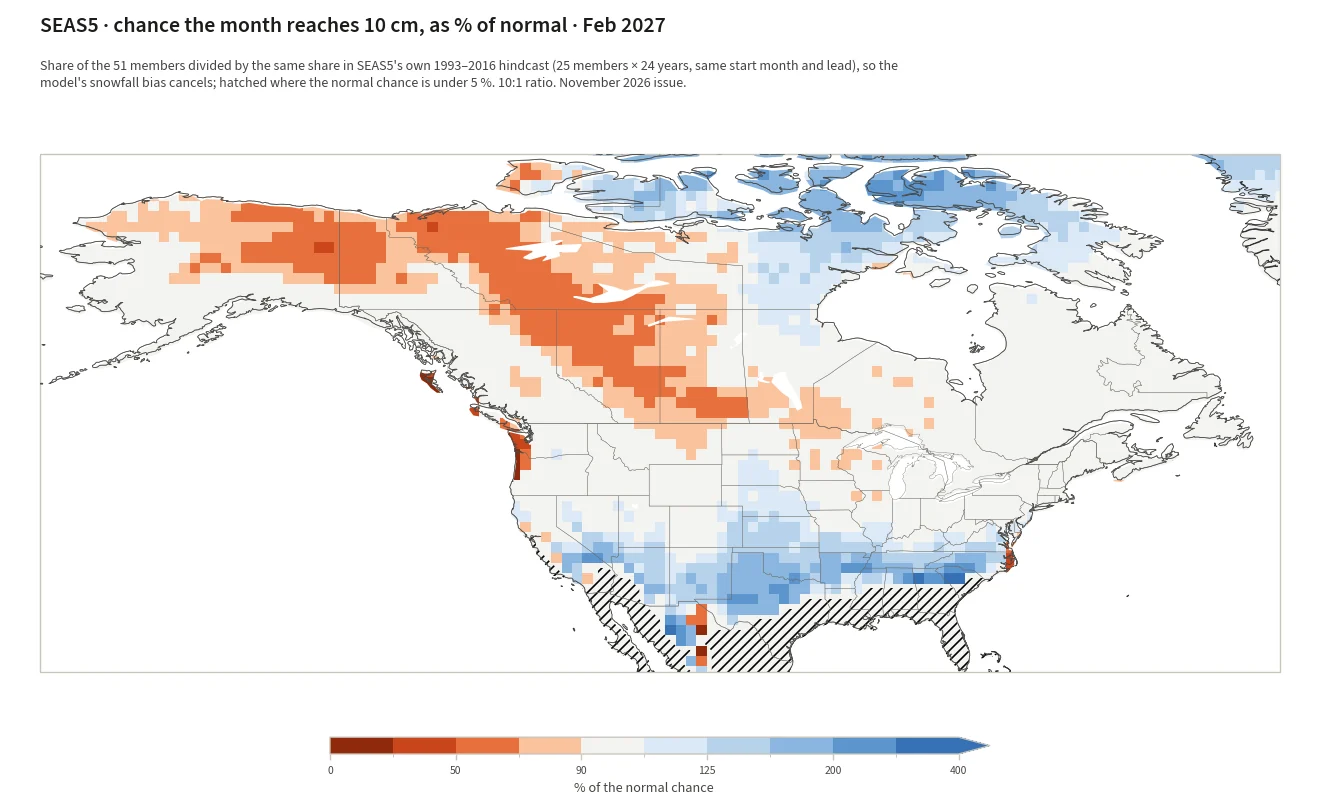 SEAS5 · chance the month reaches 10 cm, as % of normal · Feb 2027
Share of the 51 members divided by the same share in SEAS5's own 1993–2016 hindcast (25 members × 24 years, same start month and lead), so the
model's snowfall bias cancels; hatched where the normal chance is under 5 %. 10:1 ratio. November 2026 issue.
0 50 90 125 200 400
% of the normal chance